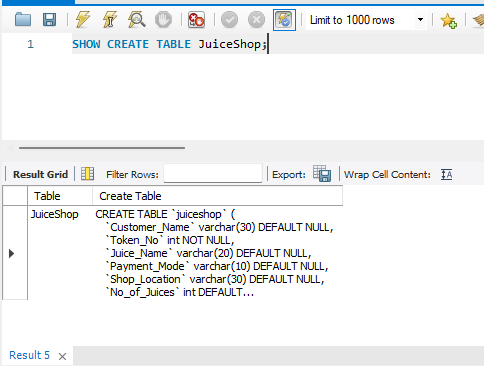 Limit to 1000 rows
1 SHOW CREATE TABLE JuiceShop;
Result Grid Filter Rows: Export: Wrap Cell Content:
Table Create Table
JuiceShop CREATE TABLE `juiceshop` (
`Customer_Name` varchar(30) DEFAULT NULL,
`Token_No` int NOT NULL,
`Juice_Name` varchar(20) DEFAULT NULL,
`Payment_Mode` varchar(10) DEFAULT NULL,
`Shop_Location` varchar(30) DEFAULT NULL,
`No_of_Juices` int DEFAULT...
Result 5